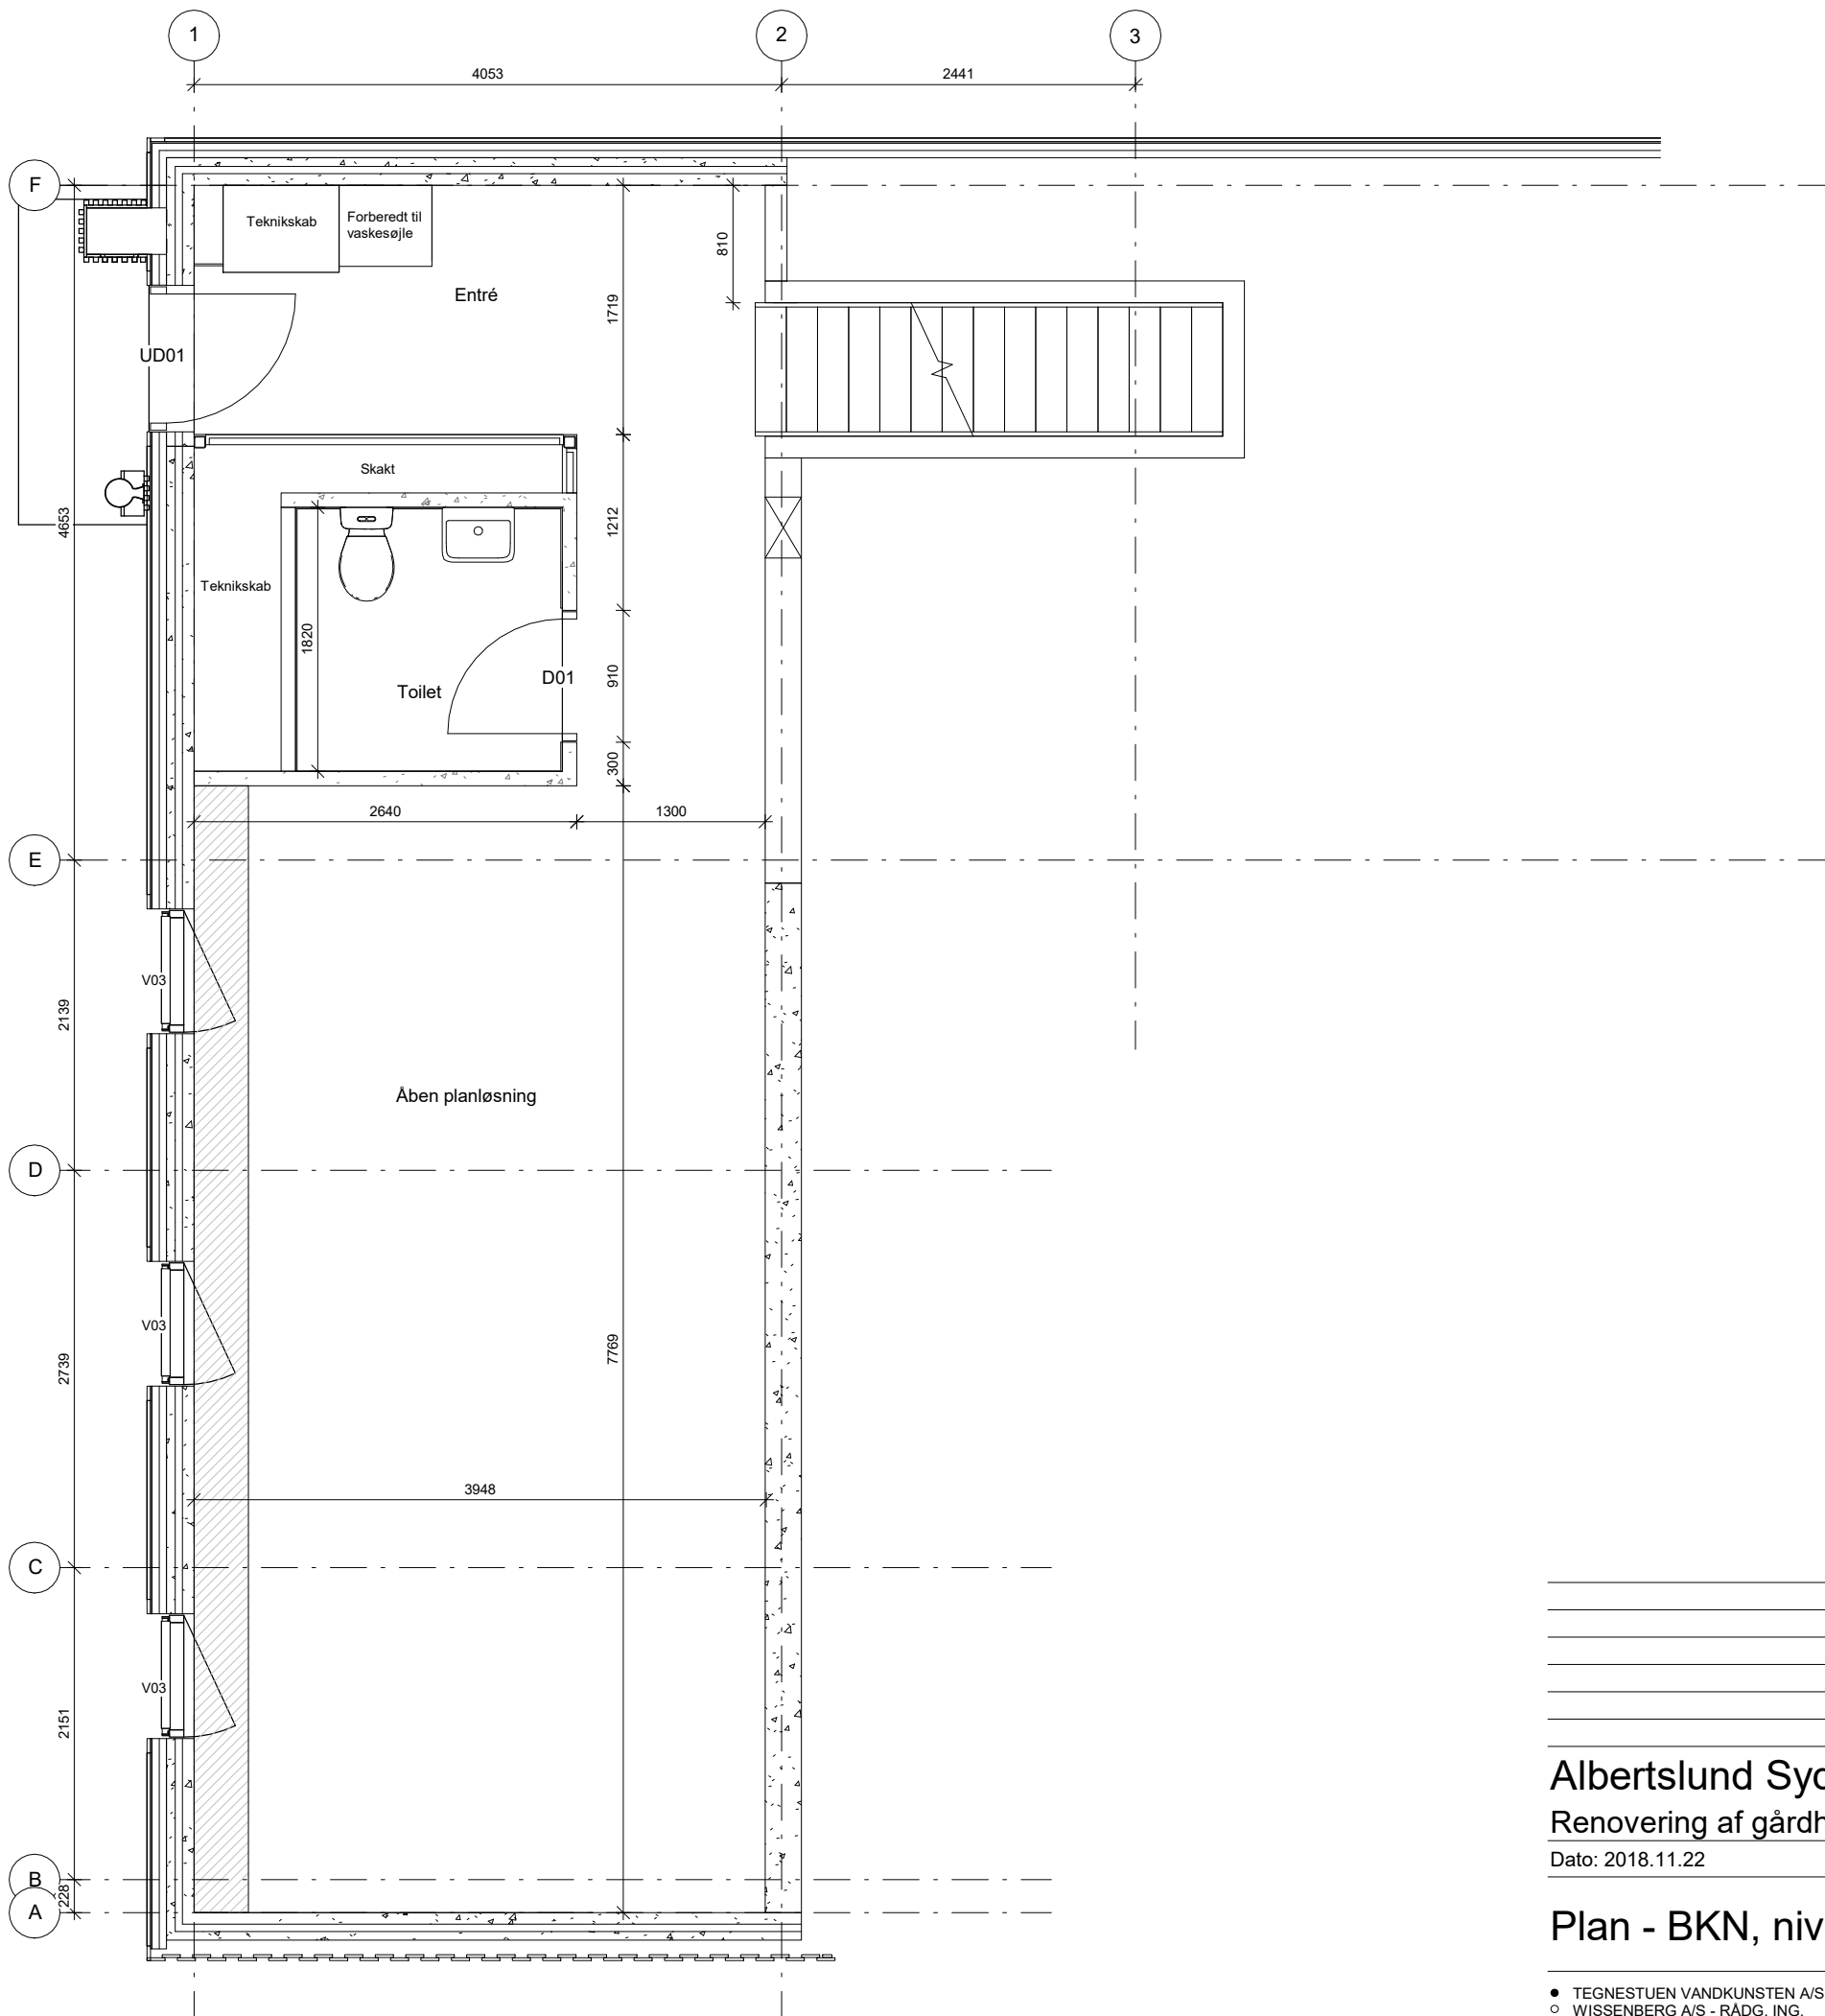 1
2
3
4053
2441
F
Teknikskab
Forberedt til
vaskesøjle
810
Entré
1719
UD01
Skakt
4653
1212
Teknikskab
1820
910
D01
Toilet
300
2640
1300
E
V03
2139
Åben planløsning
D
V03
7769
2739
3948
C
V03
2151
Albertslund Syd
Renovering af gårdh
Dato: 2018.11.22
B
228
A
Plan - BKN, niv
TEGNESTUEN VANDKUNSTEN A/S
WISSENBERG A/S - RÅDG. ING.